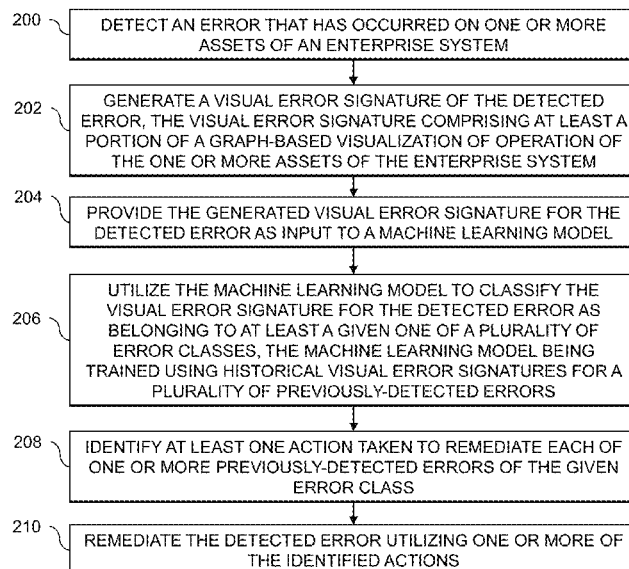 200
DETECT AN ERROR THAT HAS OCCURRED ON ONE OR MORE
ASSETS OF AN ENTERPRISE SYSTEM
202
GENERATE A VISUAL ERROR SIGNATURE OF THE DETECTED
ERROR, THE VISUAL ERROR SIGNATURE COMPRISING AT LEAST A
PORTION OF A GRAPH-BASED VISUALIZATION OF OPERATION OF
THE ONE OR MORE ASSETS OF THE ENTERPRISE SYSTEM
204
PROVIDE THE GENERATED VISUAL ERROR SIGNATURE FOR THE
DETECTED ERROR AS INPUT TO A MACHINE LEARNING MODEL
206
UTILIZE THE MACHINE LEARNING MODEL TO CLASSIFY THE
VISUAL ERROR SIGNATURE FOR THE DETECTED ERROR AS
BELONGING TO AT LEAST A GIVEN ONE OF A PLURALITY OF
ERROR CLASSES, THE MACHINE LEARNING MODEL BEING
TRAINED USING HISTORICAL VISUAL ERROR SIGNATURES FOR A
PLURALITY OF PREVIOUSLY-DETECTED ERRORS
208
IDENTIFY AT LEAST ONE ACTION TAKEN TO REMEDIATE EACH OF
ONE OR MORE PREVIOUSLY-DETECTED ERRORS OF THE GIVEN
ERROR CLASS
210
REMEDIATE THE DETECTED ERROR UTILIZING ONE OR MORE OF
THE IDENTIFIED ACTIONS